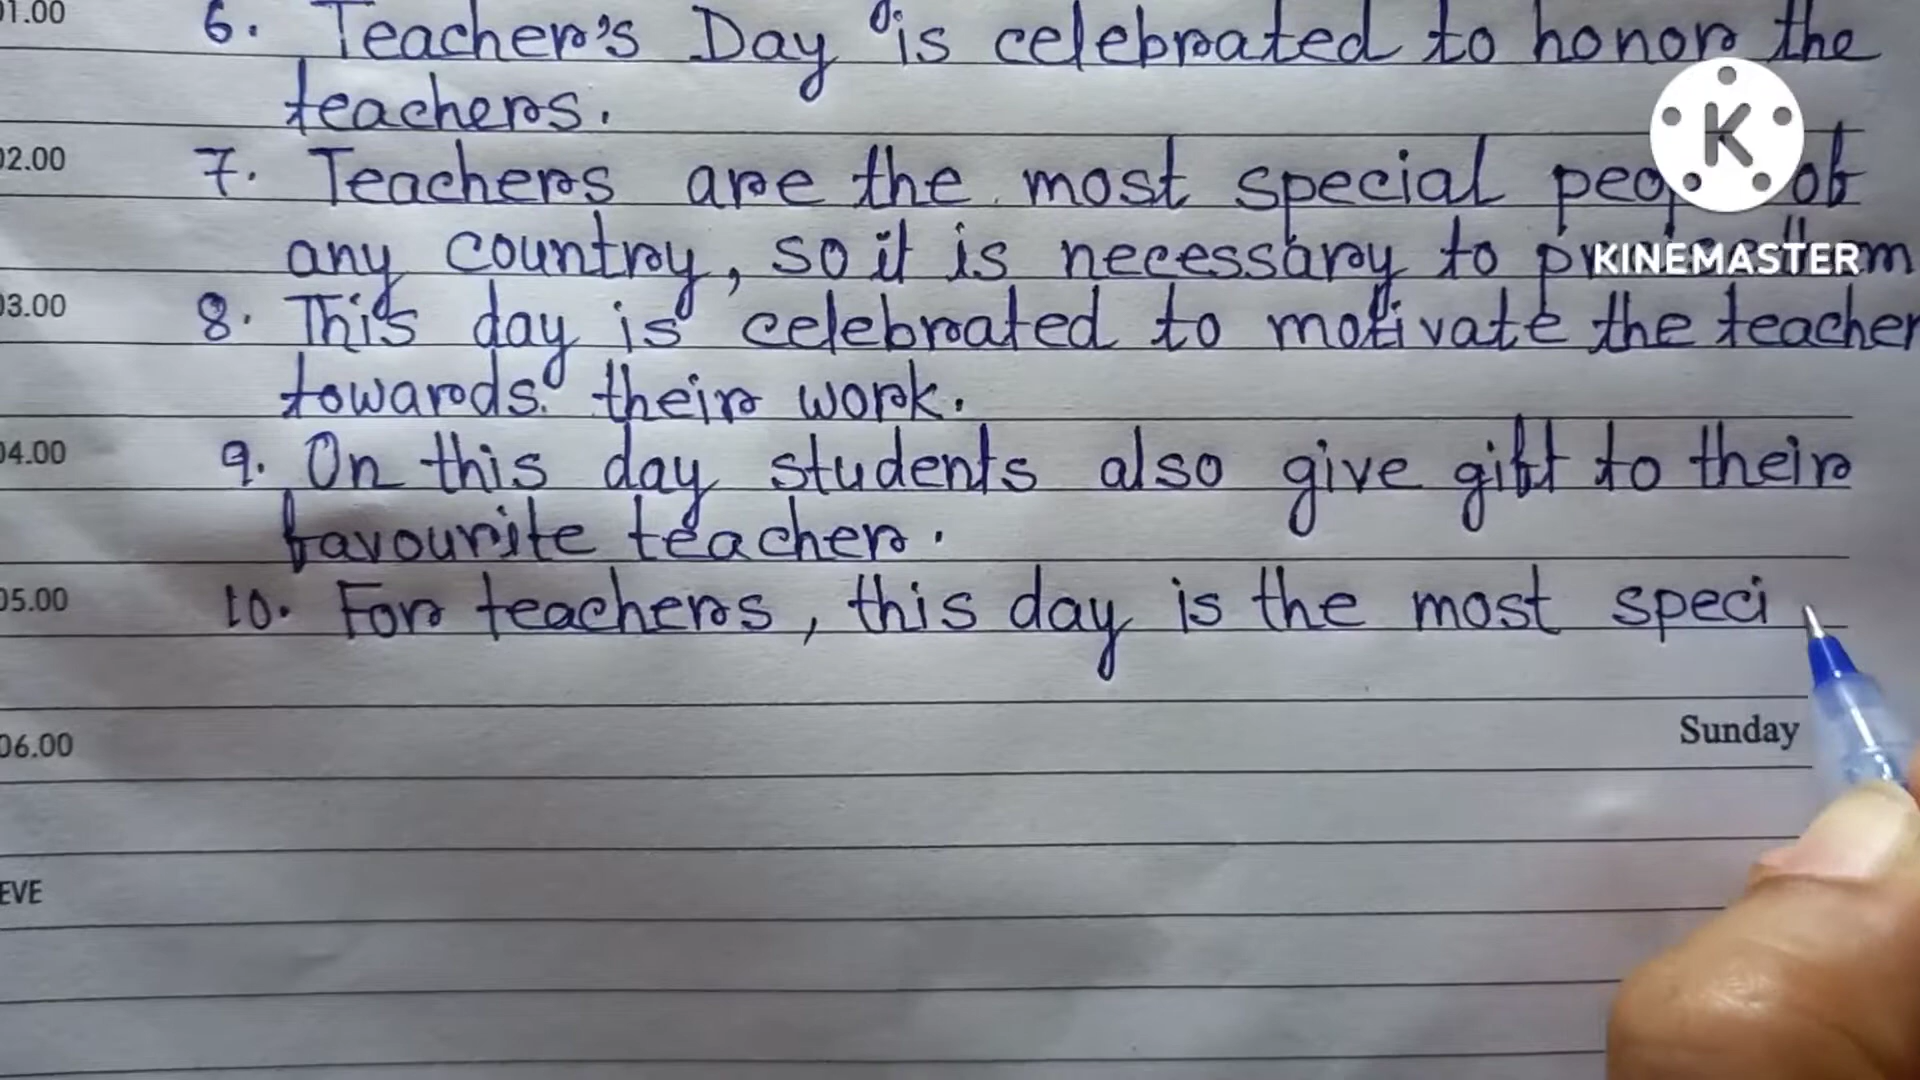 01.00 6. Teacher's Day is celebrated to honor the
teachers.
02.00 7. Teachers are the most special of
any country, so it is necessary to
03.00 8. This day is celebrated to motivate the teacher
towards their work.
04.00 9. On this day students also give gift to their
favourite teacher.
05.00 10. For teachers, this day is the most speci
06.00 Sunday
EVE
K
KINEMASTER